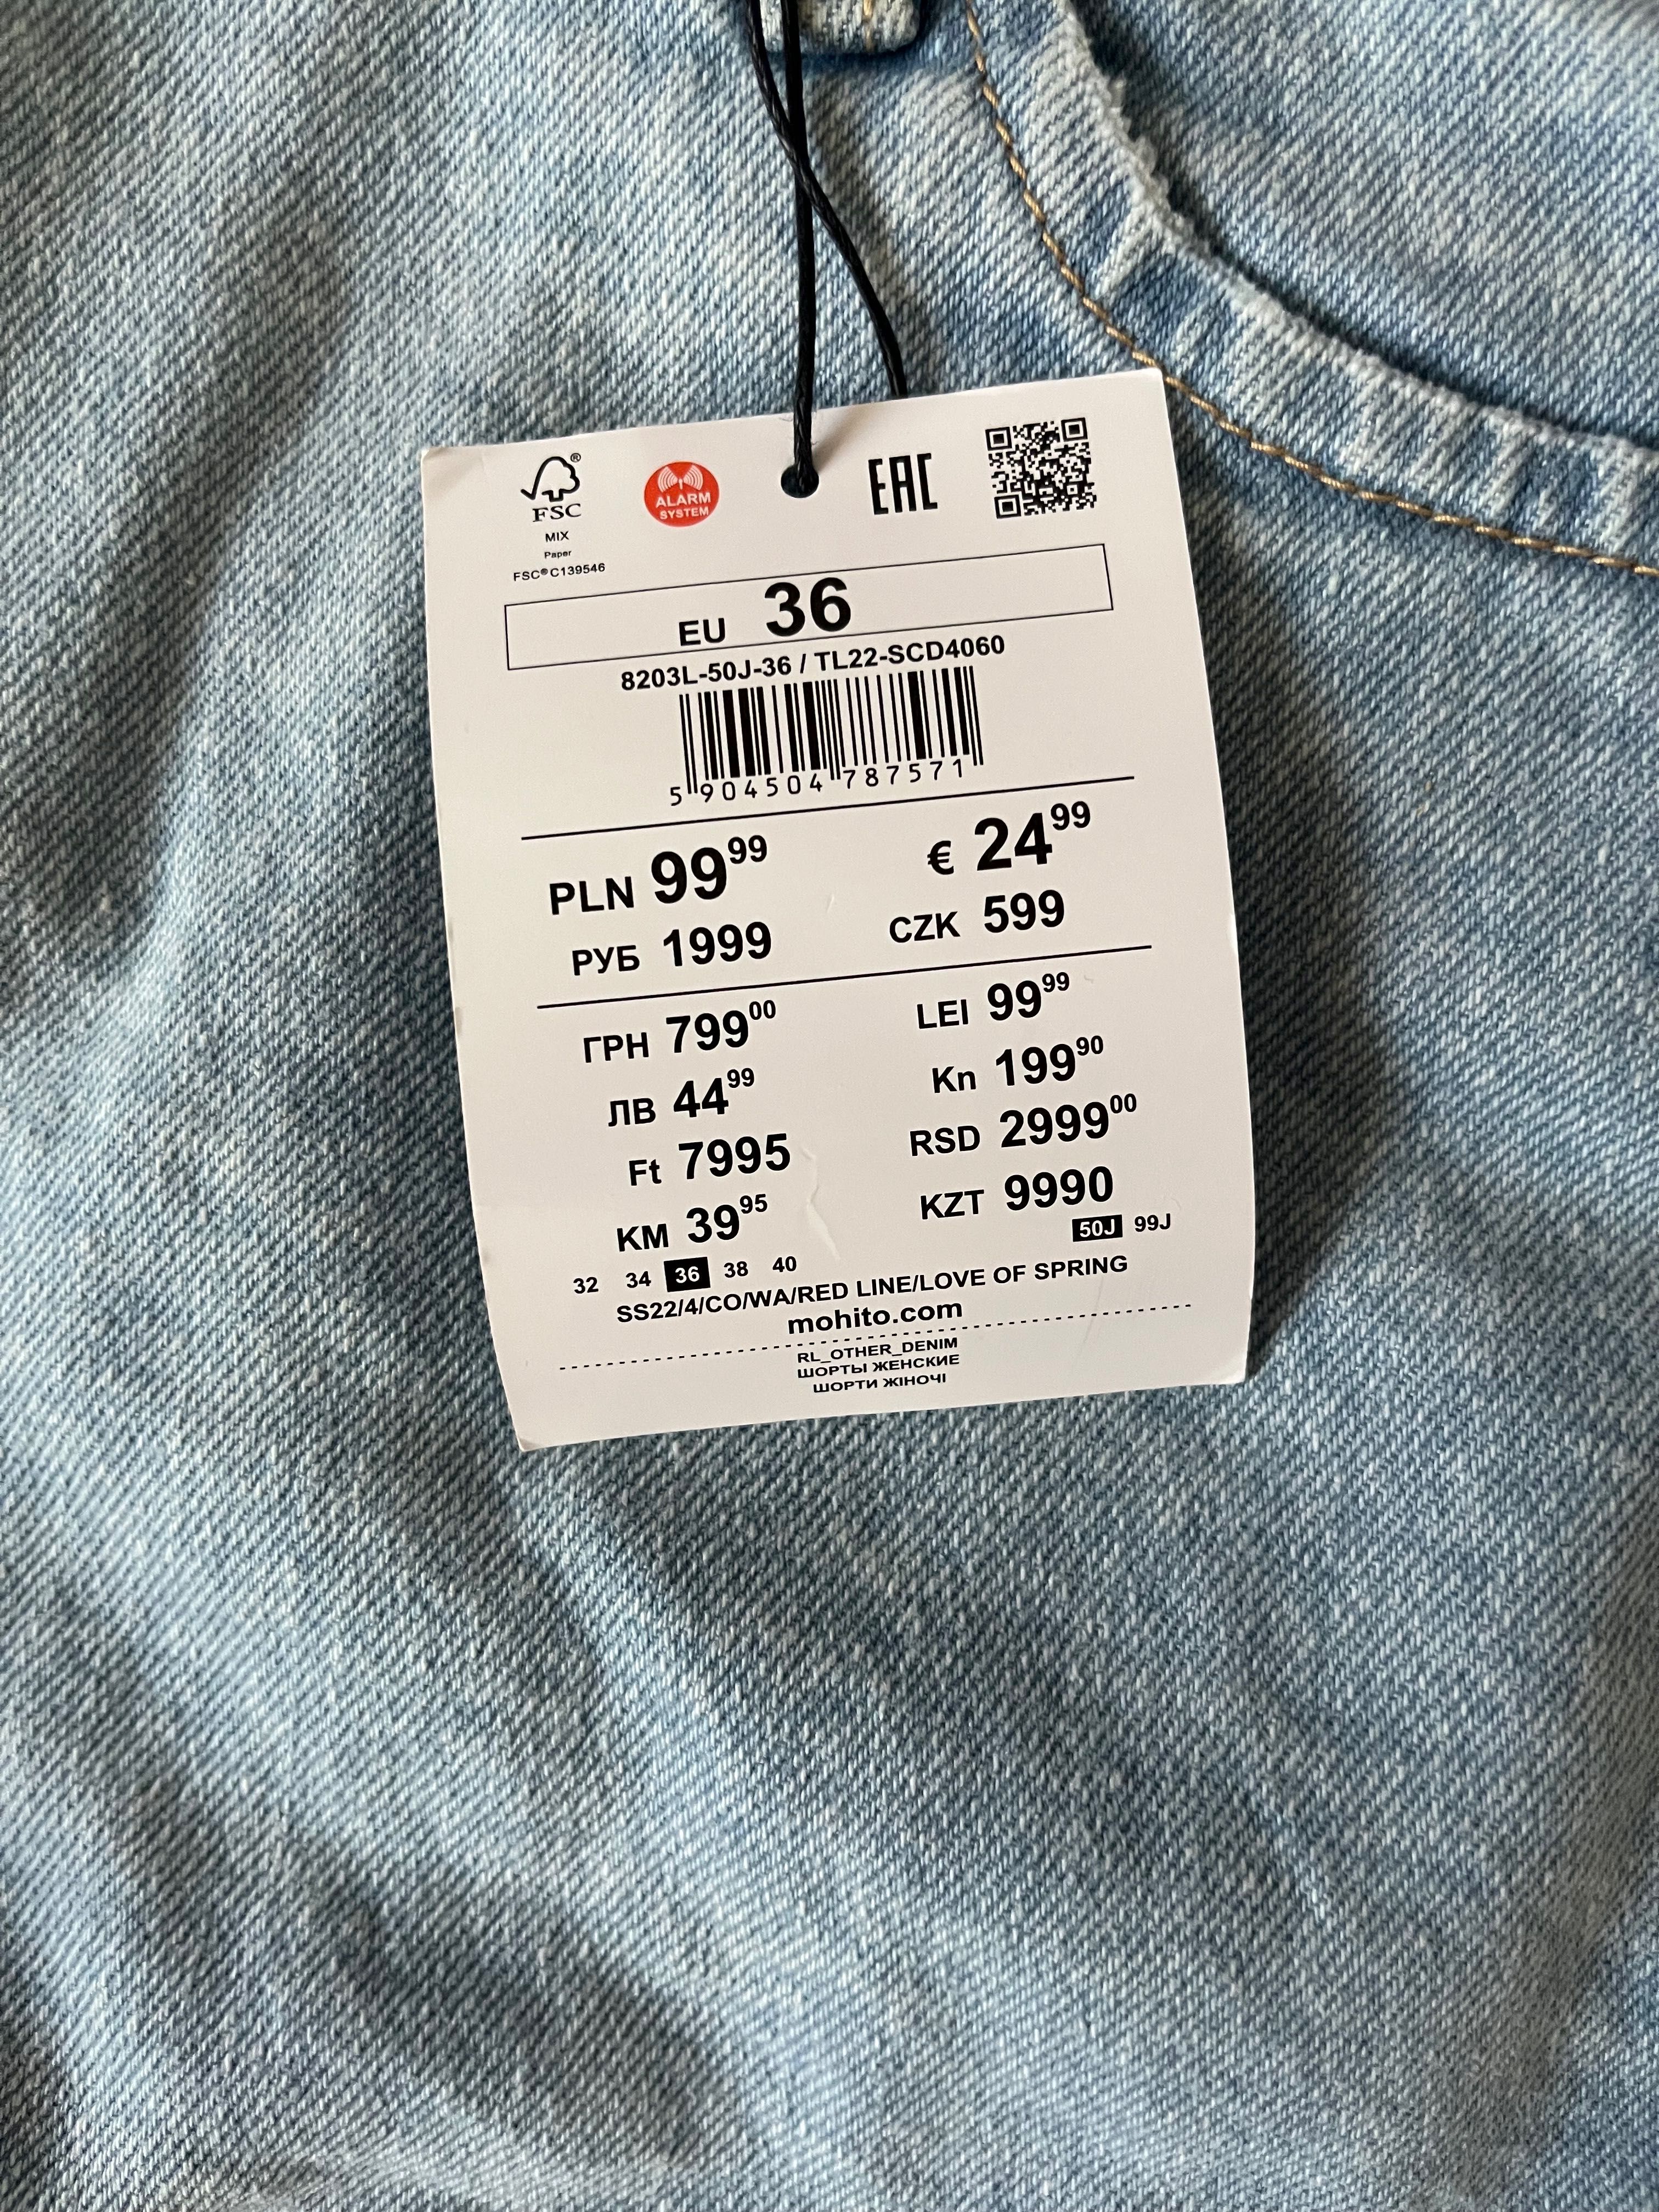 FSC® EAC
ALARM
SYSTEM
MIX
Paper
FSC® C139546
EU 36
8203L-50J-36 / TL22-SCD4060
5 904504 787571
PLN 99 99 € 24 99
РУБ 1999 CZK 599
ГРН 799 00 LEI 99 99
ЛВ 44 99 Kn 199 90
Ft 7995 RSD 2999 00
KM 39 95 KZT 9990
50J 99J
32 34 36 38 40
SS22/4/CO/WA/RED LINE/LOVE OF SPRING
mohito.com
RL_OTHER_DENIM
ШОРТЫ ЖЕНСКИЕ
ШОРТИ ЖІНОЧІ